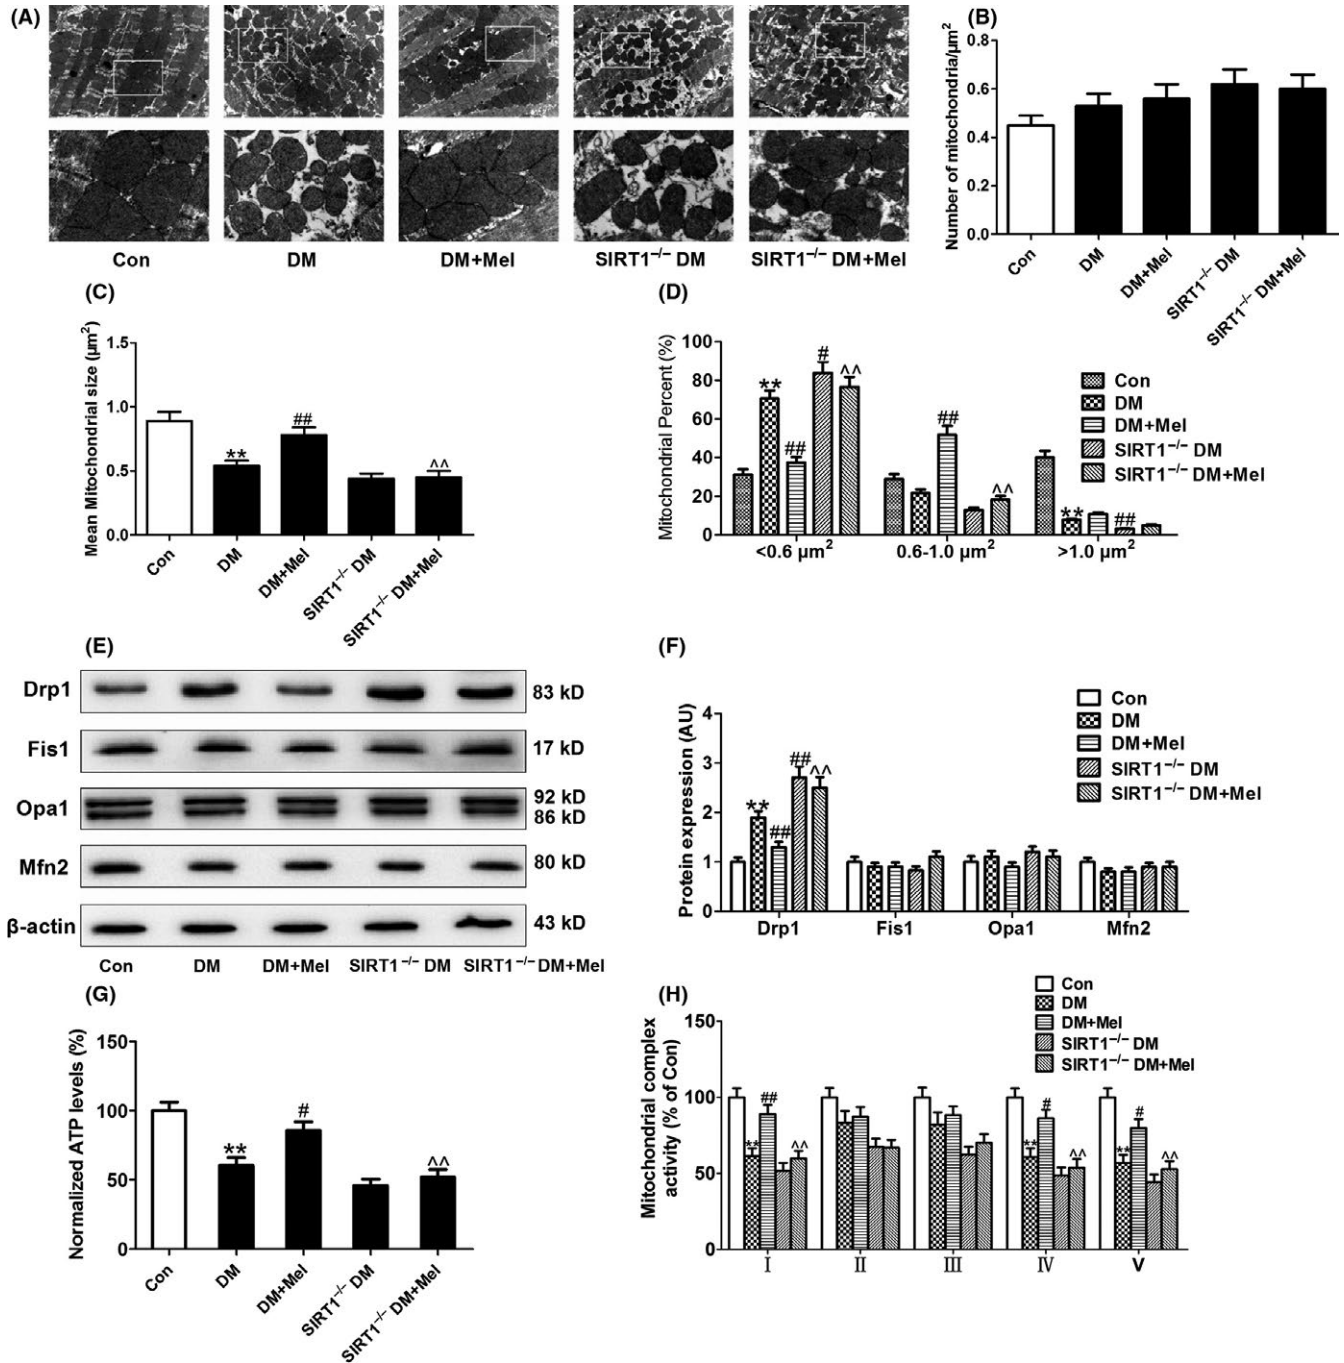 (A)
Con
DM
DM+Mel
SIRT1⁻/⁻ DM
SIRT1⁻/⁻ DM+Mel
(B)
Number of mitochondria/µm²
0.8
0.6
0.4
0.2
0.0
Con
DM
DM+Mel
SIRT1⁻/⁻ DM
SIRT1⁻/⁻ DM+Mel
(C)
Mean Mitochondrial size (µm²)
1.5
1.0
0.5
0.0
**
##
^^
Con
DM
DM+Mel
SIRT1⁻/⁻ DM
SIRT1⁻/⁻ DM+Mel
(D)
Mitochondrial Percent (%)
100
80
60
40
20
0
**
##
#
^^
##
^^
**
##
<0.6 µm²
0.6-1.0 µm²
>1.0 µm²
Con
DM
DM+Mel
SIRT1⁻/⁻ DM
SIRT1⁻/⁻ DM+Mel
(E)
Drp1
83 kD
Fis1
17 kD
Opa1
92 kD
86 kD
Mfn2
80 kD
β-actin
43 kD
Con
DM
DM+Mel
SIRT1⁻/⁻ DM
SIRT1⁻/⁻ DM+Mel
(F)
Protein expression (AU)
4
3
2
1
0
**
##
##
^^
Drp1
Fis1
Opa1
Mfn2
Con
DM
DM+Mel
SIRT1⁻/⁻ DM
SIRT1⁻/⁻ DM+Mel
(G)
Normalized ATP levels (%)
150
100
50
0
**
#
^^
Con
DM
DM+Mel
SIRT1⁻/⁻ DM
SIRT1⁻/⁻ DM+Mel
(H)
Mitochondrial complex
activity (% of Con)
150
100
50
0
**
##
^^
**
#
^^
**
#
^^
I
II
III
IV
V
Con
DM
DM+Mel
SIRT1⁻/⁻ DM
SIRT1⁻/⁻ DM+Mel